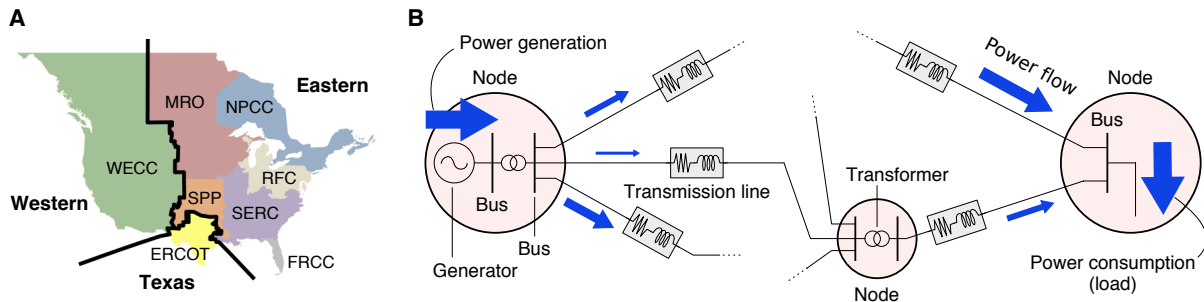 A
Eastern
MRO
NPCC
WECC
RFC
SPP
SERC
Western
ERCOT
FRCC
Texas
B
Power generation
Node
Bus
Bus
Generator
Transmission line
Transformer
Node
Power flow
Node
Bus
Power consumption
(load)